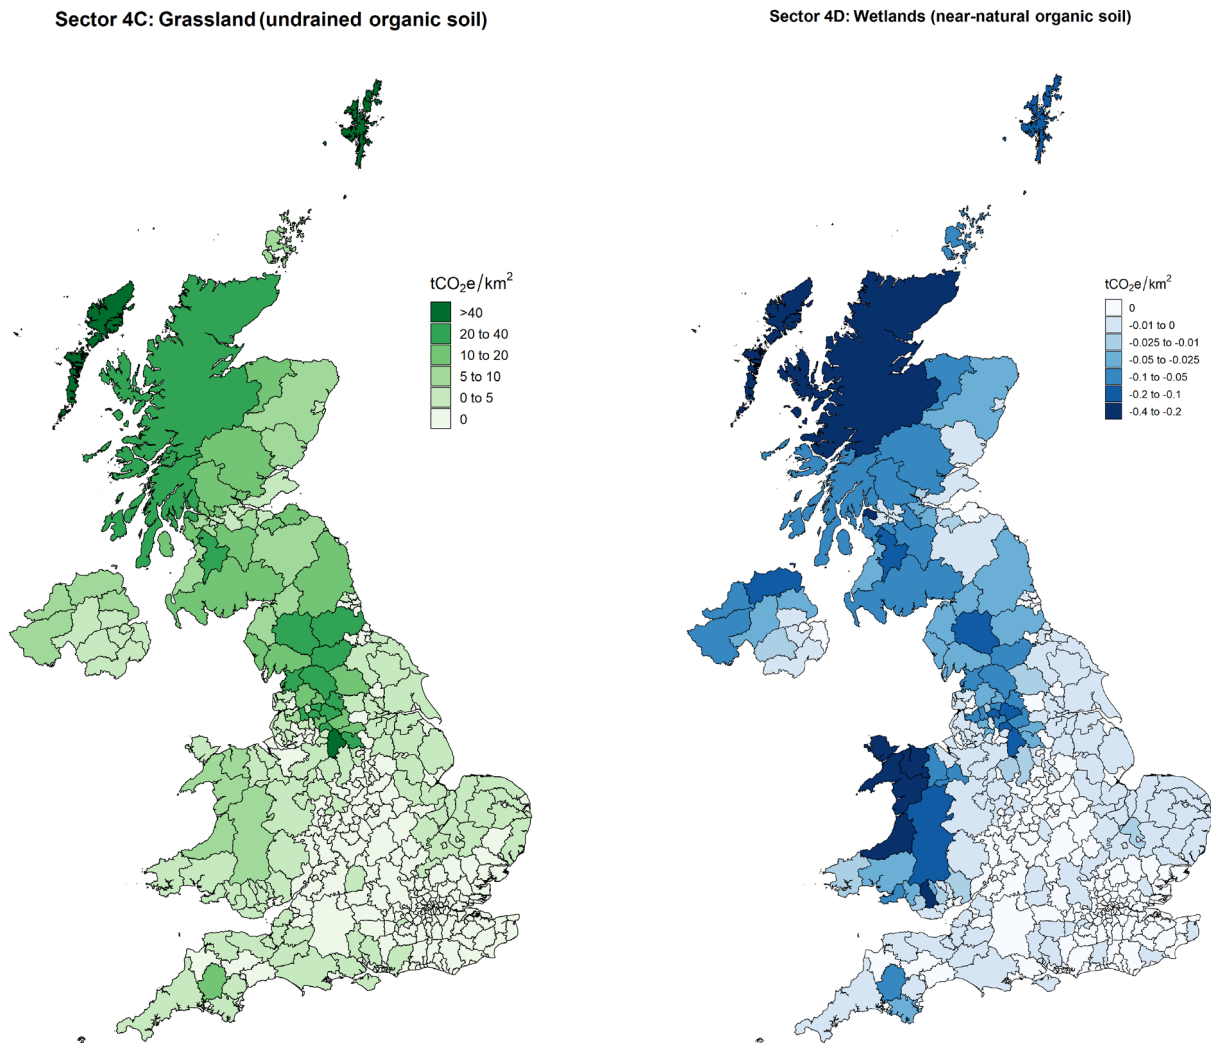 Sector 4C: Grassland (undrained organic soil)
tCO₂e/km²
>40
20 to 40
10 to 20
5 to 10
0 to 5
0
Sector 4D: Wetlands (near-natural organic soil)
tCO₂e/km²
0
-0.01 to 0
-0.025 to -0.01
-0.05 to -0.025
-0.1 to -0.05
-0.2 to -0.1
-0.4 to -0.2